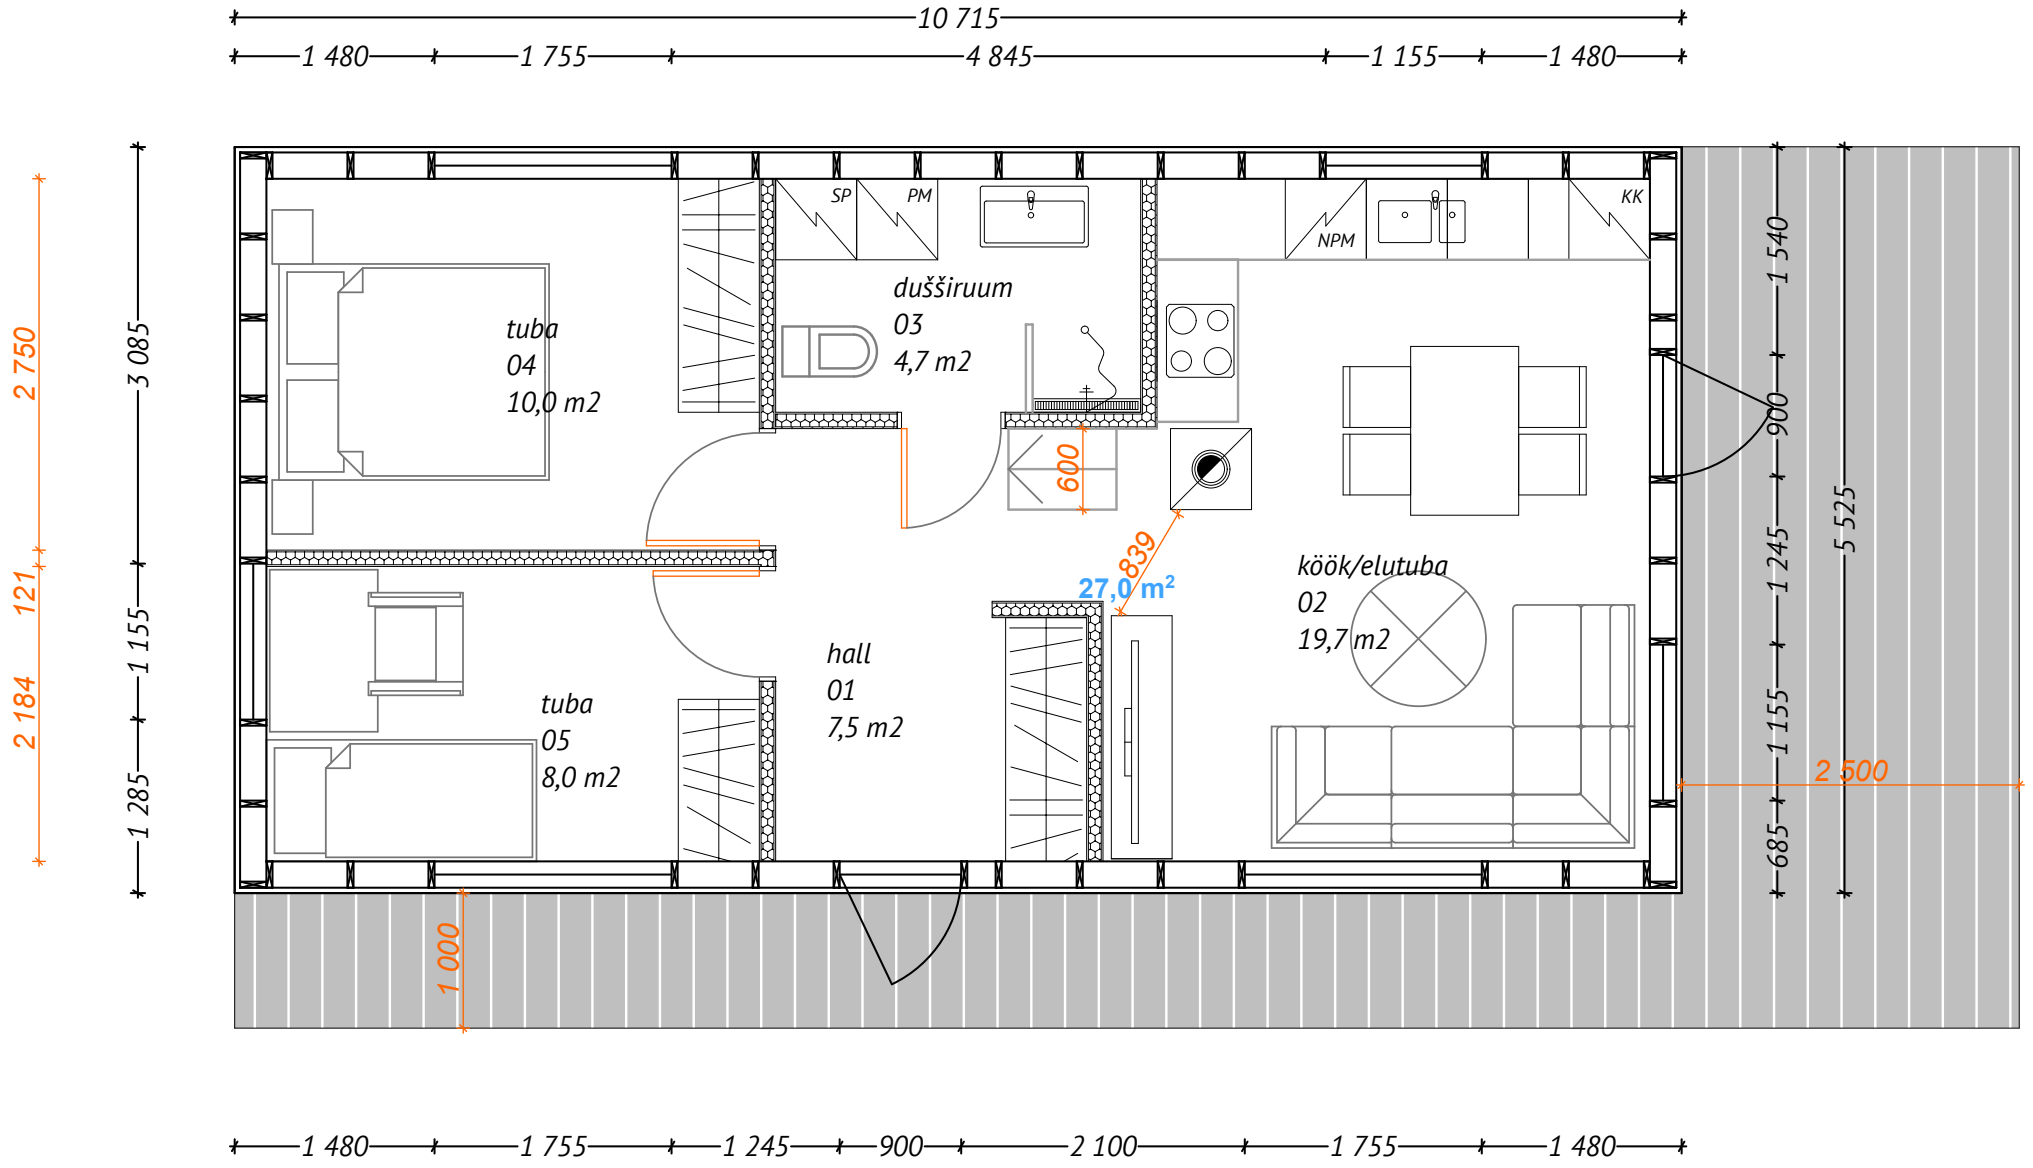 10 715
1 480
1 755
4 845
1 155
1 480
SP
PM
KK
NPM
dušširuum
03
4,7 m2
tuba
04
10,0 m2
2 750
3 085
1 540
900
600
839
27,0 m²
köök/elutuba
02
19,7 m2
5 525
1 245
121
1 155
2 184
1 285
hall
01
7,5 m2
tuba
05
8,0 m2
1 155
2 500
685
1 000
1 480
1 755
1 245
900
2 100
1 755
1 480